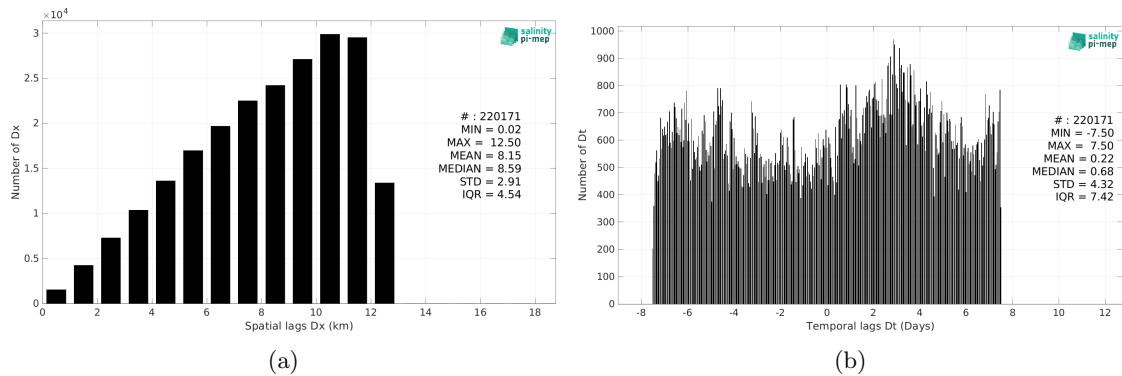 ×10⁴
3
2.5
2
1.5
1
0.5
0
Number of Dx
0 2 4 6 8 10 12 14 16 18
Spatial lags Dx (km)
salinity
pi-mep
# : 220171
MIN = 0.02
MAX = 12.50
MEAN = 8.15
MEDIAN = 8.59
STD = 2.91
IQR = 4.54
(a)
1000
900
800
700
600
500
400
300
200
100
0
Number of Dt
-8 -6 -4 -2 0 2 4 6 8 10 12
Temporal lags Dt (Days)
salinity
pi-mep
# : 220171
MIN = -7.50
MAX = 7.50
MEAN = 0.22
MEDIAN = 0.68
STD = 4.32
IQR = 7.42
(b)